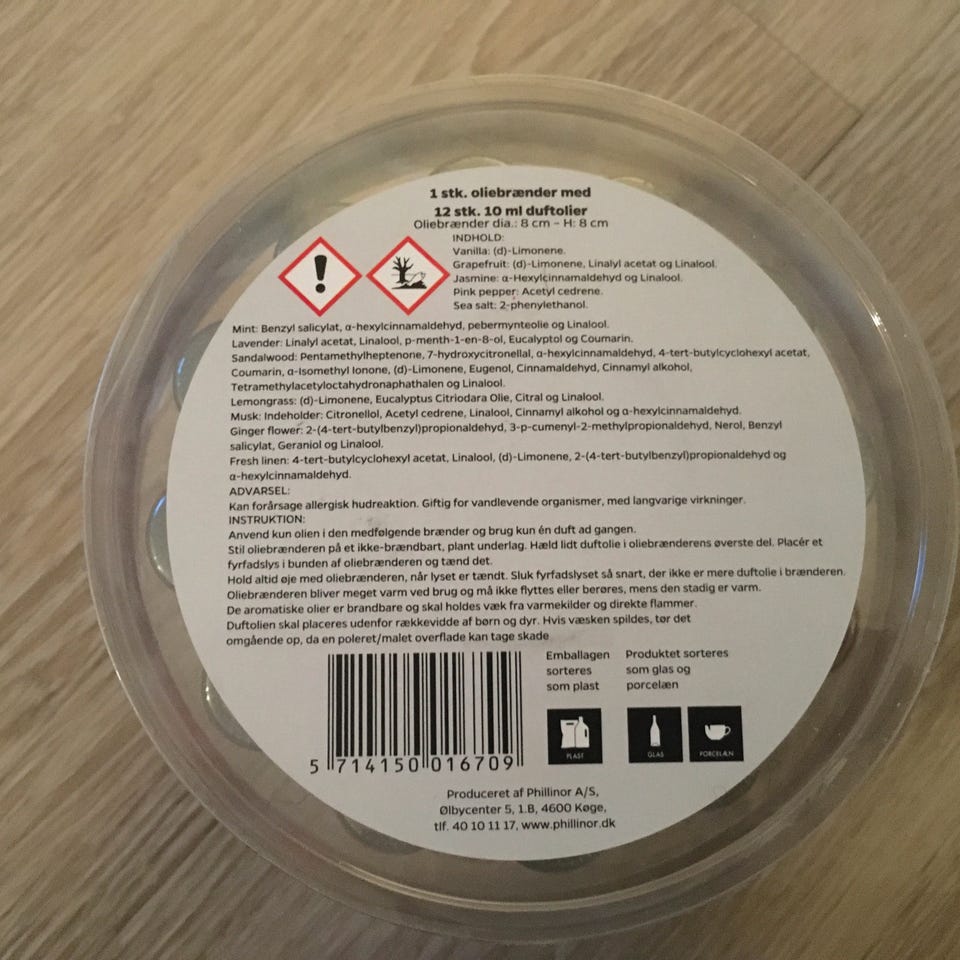 1 stk. oliebrænder med
12 stk. 10 ml duftolier
Oliebrænder dia.: 8 cm – H: 8 cm
INDHOLD:
Vanilla: (d)-Limonene.
Grapefruit: (d)-Limonene, Linalyl acetat og Linalool.
Jasmine: α-Hexylcinnamaldehyd og Linalool.
Pink pepper: Acetyl cedrene.
Sea salt: 2-phenylethanol.
Mint: Benzyl salicylat, α-hexylcinnamaldehyd, pebermynteolie og Linalool.
Lavender: Linalyl acetat, Linalool, p-menth-1-en-8-ol, Eucalyptol og Coumarin.
Sandalwood: Pentamethylheptenone, 7-hydroxycitronellal, α-hexylcinnamaldehyd, 4-tert-butylcyclohexyl acetat,
Coumarin, α-Isomethyl Ionone, (d)-Limonene, Eugenol, Cinnamaldehyd, Cinnamyl alkohol,
Tetramethylacetyloctahydronaphathalen og Linalool.
Lemongrass: (d)-Limonene, Eucalyptus Citriodara Olie, Citral og Linalool.
Musk: Indeholder: Citronellol, Acetyl cedrene, Linalool, Cinnamyl alkohol og α-hexylcinnamaldehyd.
Ginger flower: 2-(4-tert-butylbenzyl)propionaldehyd, 3-p-cumenyl-2-methylpropionaldehyd, Nerol, Benzyl
salicylat, Geraniol og Linalool.
Fresh linen: 4-tert-butylcyclohexyl acetat, Linalool, (d)-Limonene, 2-(4-tert-butylbenzyl)propionaldehyd og
α-hexylcinnamaldehyd.
ADVARSEL:
Kan forårsage allergisk hudreaktion. Giftig for vandlevende organismer, med langvarige virkninger.
INSTRUKTION:
Anvend kun olien i den medfølgende brænder og brug kun én duft ad gangen.
Stil oliebrænderen på et ikke-brændbart, plant underlag. Hæld lidt duftolie i oliebrænderens øverste del. Placér et
fyrfadslys i bunden af oliebrænderen og tænd det.
Hold altid øje med oliebrænderen, når lyset er tændt. Sluk fyrfadslyset så snart, der ikke er mere duftolie i brænderen.
Oliebrænderen bliver meget varm ved brug og må ikke flyttes eller berøres, mens den stadig er varm.
De aromatiske olier er brandbare og skal holdes væk fra varmekilder og direkte flammer.
Duftolien skal placeres udenfor rækkevidde af børn og dyr. Hvis væsken spildes, tør det
omgående op, da en poleret/malet overflade kan tage skade
Emballagen
sorteres
som plast
Produktet sorteres
som glas og
porcelæn
PLAST
GLAS
PORCELÆN
5 714150 016709
Produceret af Phillinor A/S,
Ølbycenter 5, 1.B, 4600 Køge,
tlf. 40 10 11 17, www.phillinor.dk